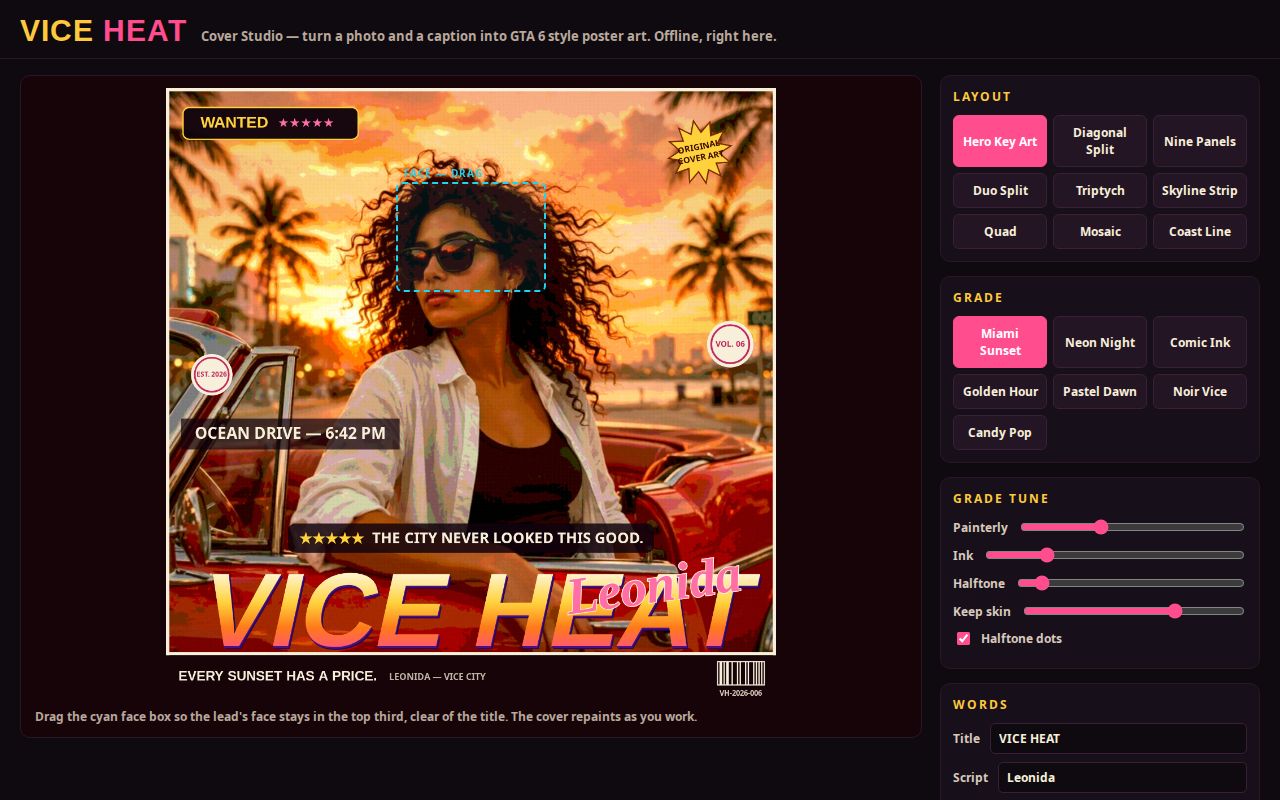 VICE HEAT Cover Studio — turn a photo and a caption into GTA 6 style poster art. Offline, right here.
WANTED ★★★★★
ORIGINAL
COVER ART
FACE — DRAG
VOL. 06
EST. 2026
OCEAN DRIVE — 6:42 PM
★★★★★ THE CITY NEVER LOOKED THIS GOOD.
VICE HEAT
Leonida
EVERY SUNSET HAS A PRICE. LEONIDA — VICE CITY
VH-2026-006
Drag the cyan face box so the lead's face stays in the top third, clear of the title. The cover repaints as you work.
LAYOUT
Hero Key Art
Diagonal
Split
Nine Panels
Duo Split
Triptych
Skyline Strip
Quad
Mosaic
Coast Line
GRADE
Miami
Sunset
Neon Night
Comic Ink
Golden Hour
Pastel Dawn
Noir Vice
Candy Pop
GRADE TUNE
Painterly
Ink
Halftone
Keep skin
Halftone dots
WORDS
Title VICE HEAT
Script Leonida